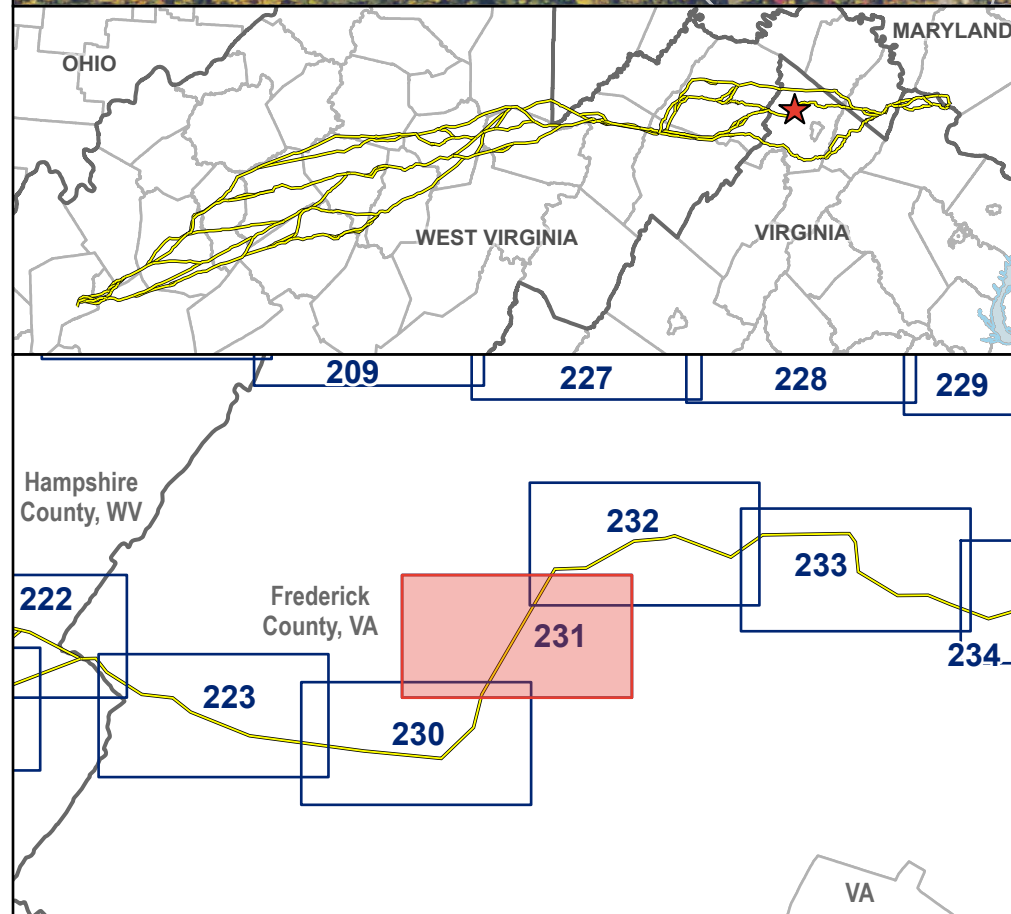 OHIO
MARYLAND
WEST VIRGINIA
VIRGINIA
209
227
228
229
Hampshire
County, WV
232
233
222
Frederick
County, VA
231
234
223
230
VA